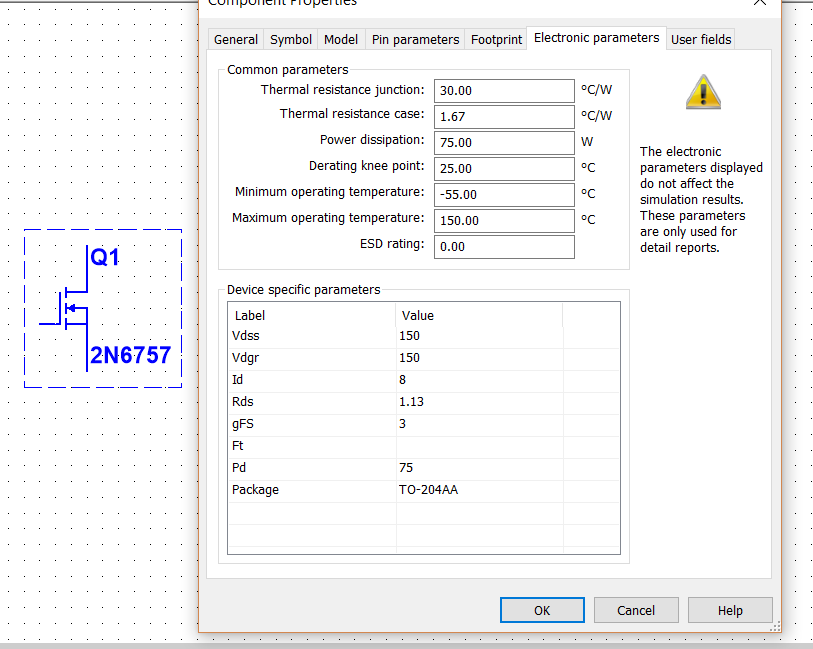 Component Properties
General Symbol Model Pin parameters Footprint Electronic parameters User fields
Common parameters
Thermal resistance junction: 30.00 °C/W
Thermal resistance case: 1.67 °C/W
Power dissipation: 75.00 W
Derating knee point: 25.00 °C
Minimum operating temperature: -55.00 °C
Maximum operating temperature: 150.00 °C
ESD rating: 0.00
The electronic
parameters displayed
do not affect the
simulation results.
These parameters
are only used for
detail reports.
Q1
2N6757
Device specific parameters
Label Value
Vdss 150
Vdgr 150
Id 8
Rds 1.13
gFS 3
Ft
Pd 75
Package TO-204AA
OK Cancel Help